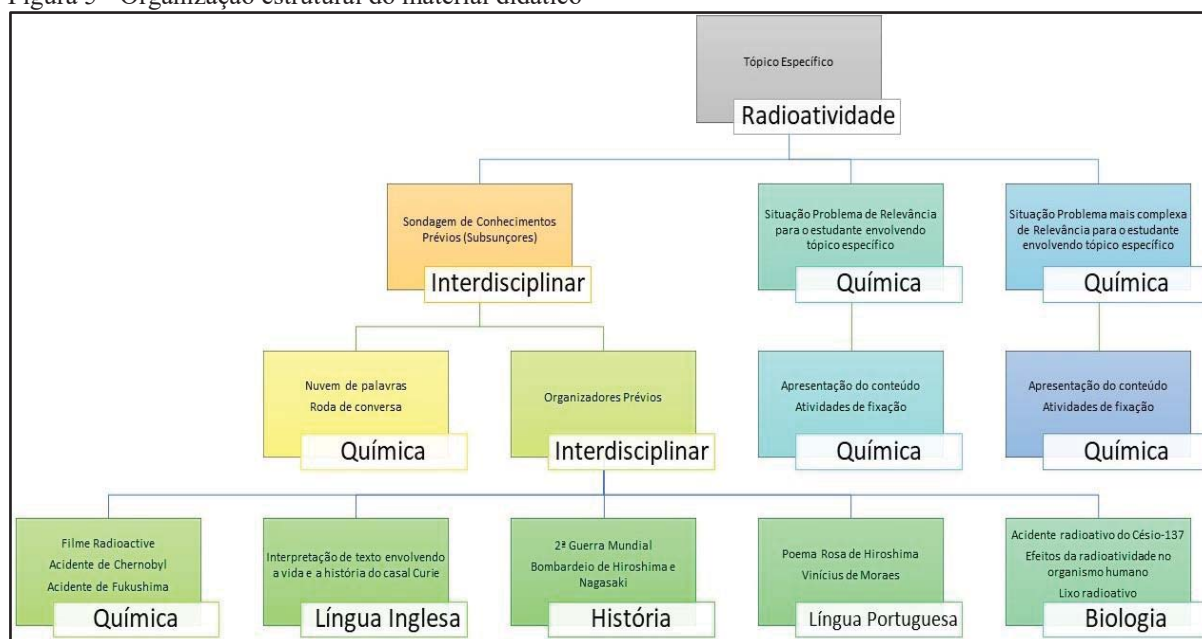 Figura 5 - Organização estrutural do material didático
Tópico Específico
Radioatividade
Sondagem de Conhecimentos
Prévios (Subsunçores)
Interdisciplinar
Situação Problema de Relevância
para o estudante envolvendo
tópico específico
Química
Situação Problema mais complexa
de Relevância para o estudante
envolvendo tópico específico
Química
Nuvem de palavras
Roda de conversa
Química
Organizadores Prévios
Interdisciplinar
Apresentação do conteúdo
Atividades de fixação
Química
Apresentação do conteúdo
Atividades de fixação
Química
Filme Radioactive
Acidente de Chernobyl
Acidente de Fukushima
Química
Interpretação de texto envolvendo
a vida e a história do casal Curie
Língua Inglesa
2ª Guerra Mundial
Bombardeio de Hiroshima e
Nagasaki
História
Poema Rosa de Hiroshima
Vinícius de Moraes
Língua Portuguesa
Acidente radioativo do Césio-137
Efeitos da radioatividade no
organismo humano
Lixo radioativo
Biologia